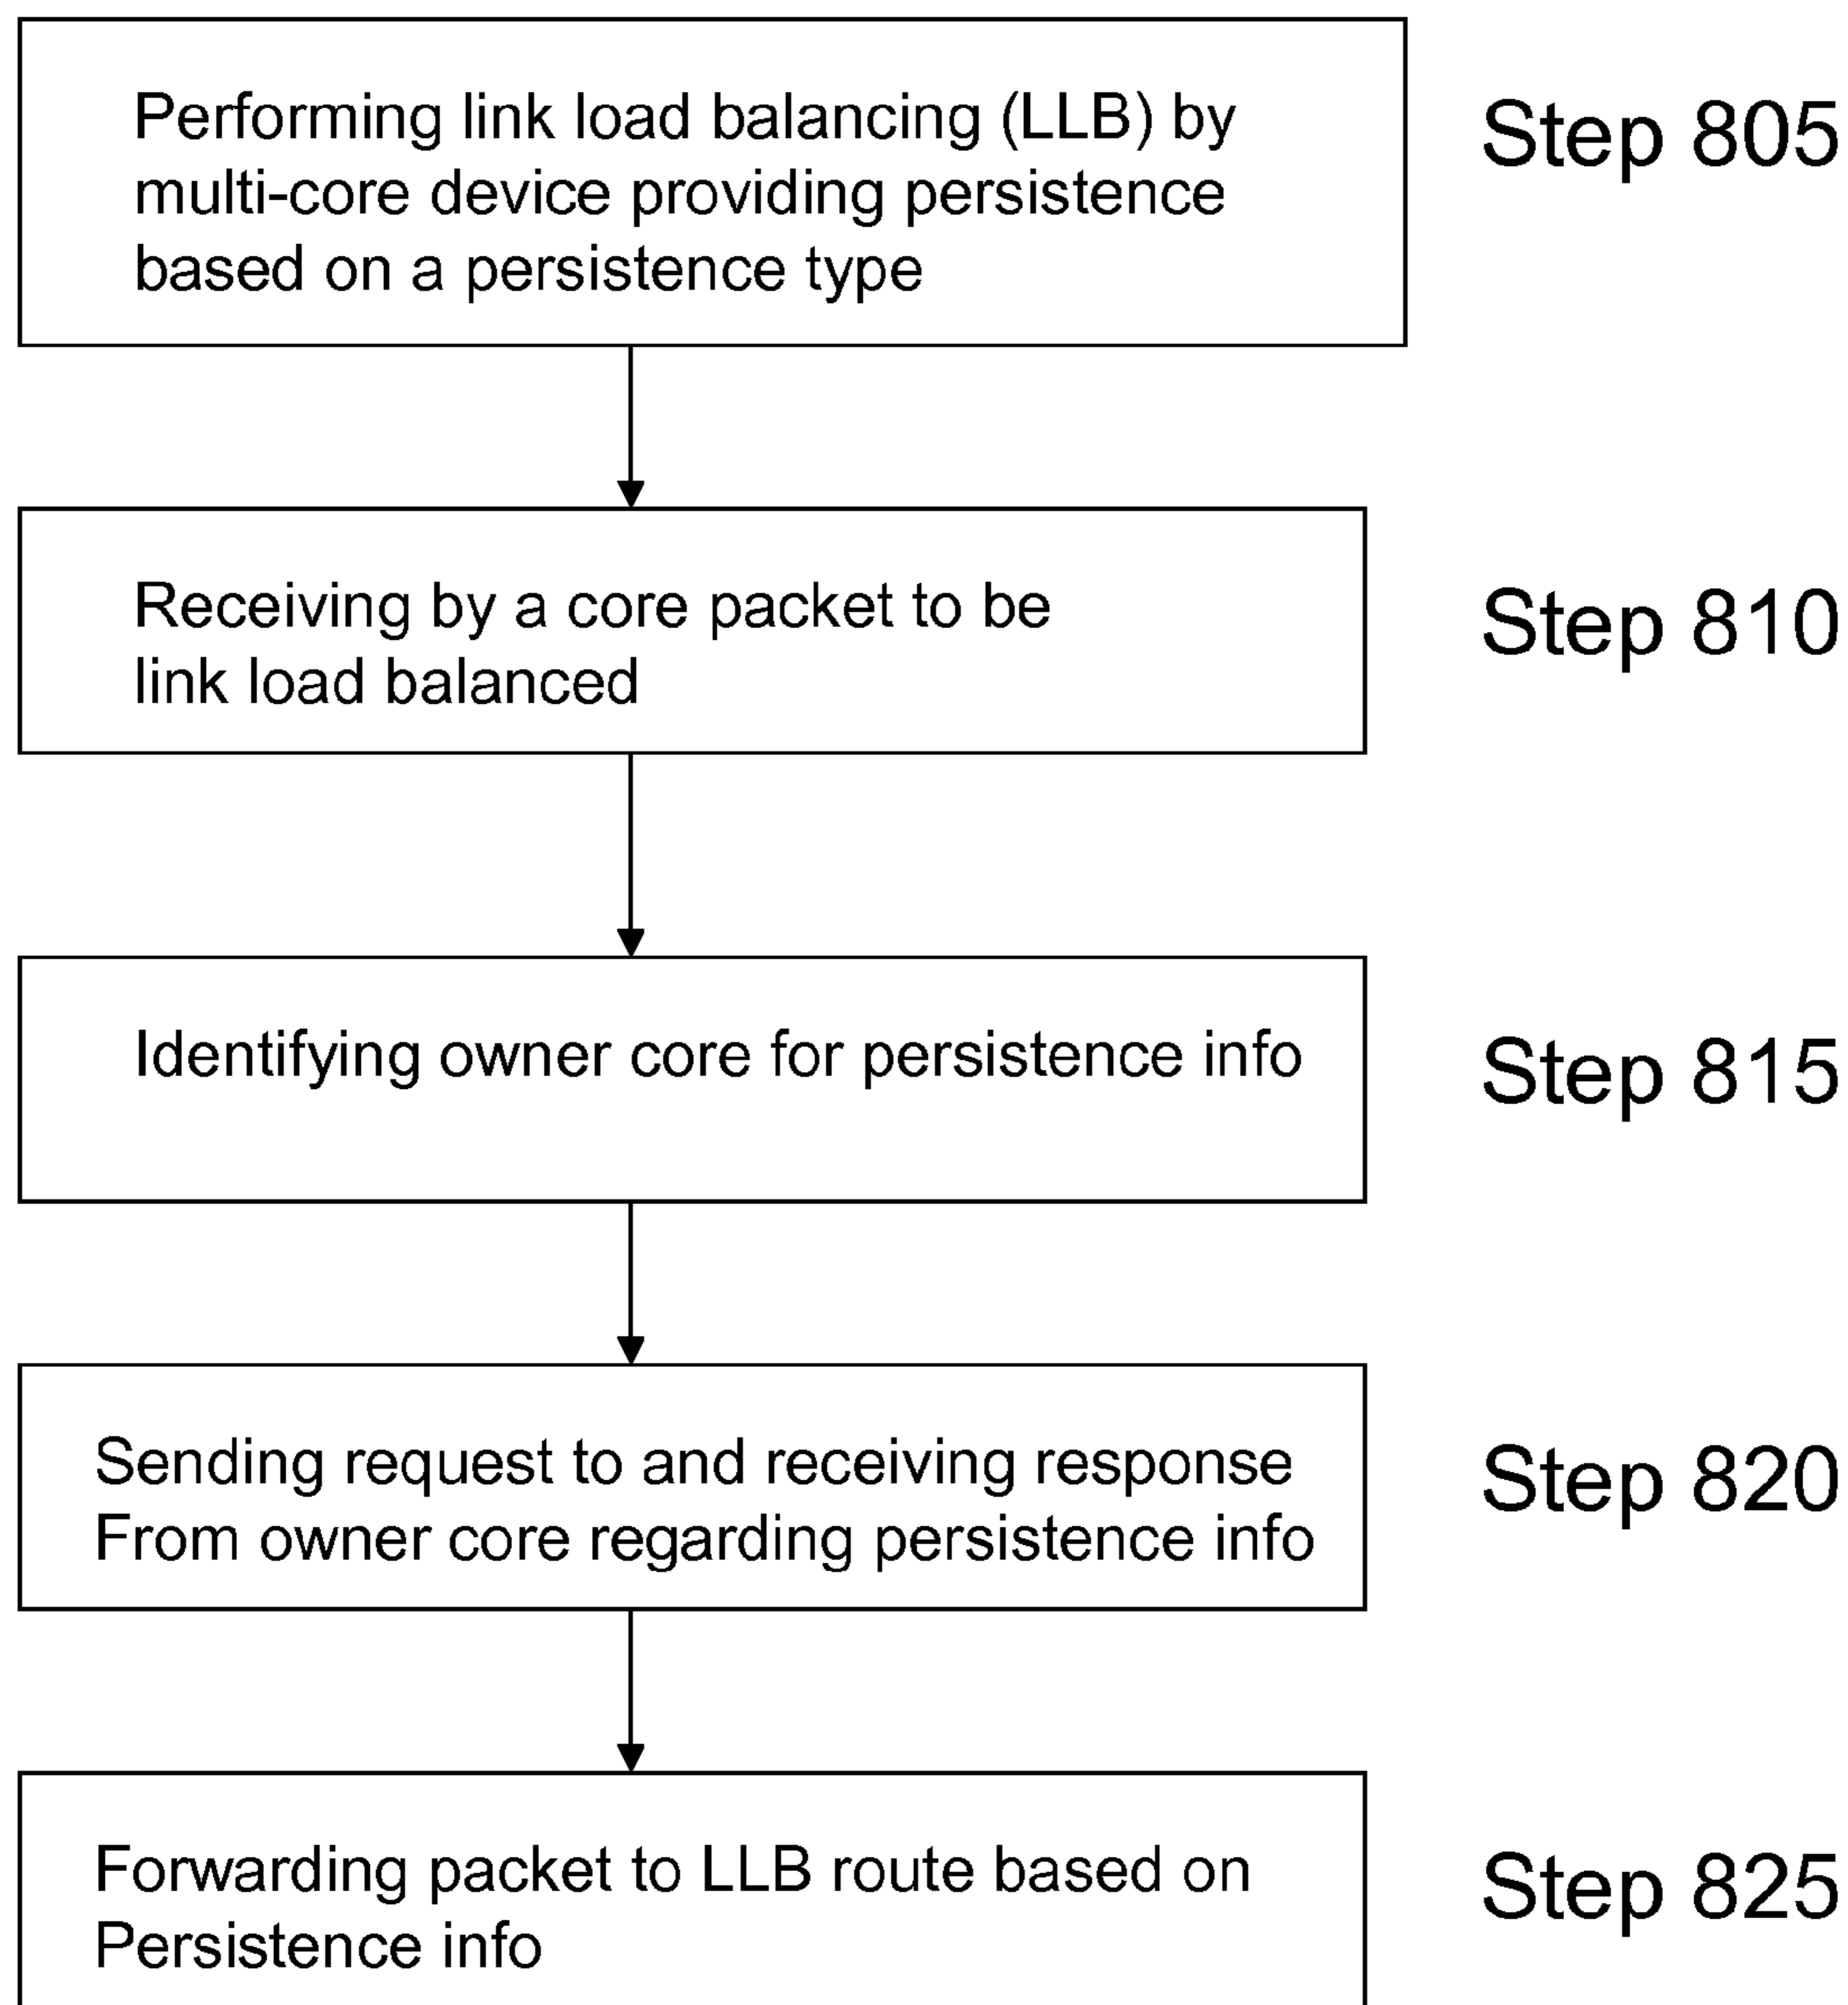 Performing link load balancing (LLB) by
multi-core device providing persistence
based on a persistence type
Step 805
Receiving by a core packet to be
link load balanced
Step 810
Identifying owner core for persistence info
Step 815
Sending request to and receiving response
From owner core regarding persistence info
Step 820
Forwarding packet to LLB route based on
Persistence info
Step 825